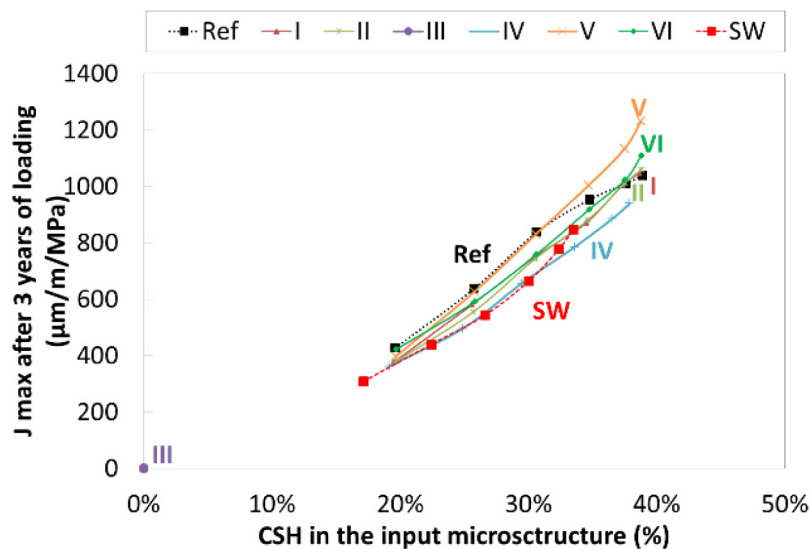 Ref I II III IV V VI SW
J max after 3 years of loading
(μm/m/MPa)
1400
1200
1000
800
600
400
200
0
V
VI
I
II
Ref
IV
SW
III
0% 10% 20% 30% 40% 50%
CSH in the input microsctructure (%)